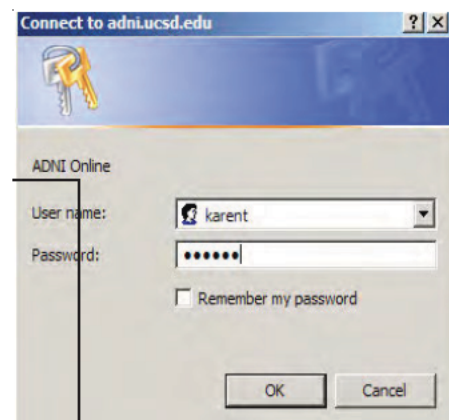 Connect to adni.ucsd.edu
ADNI Online
User name: karent
Password: ••••••
Remember my password
OK Cancel